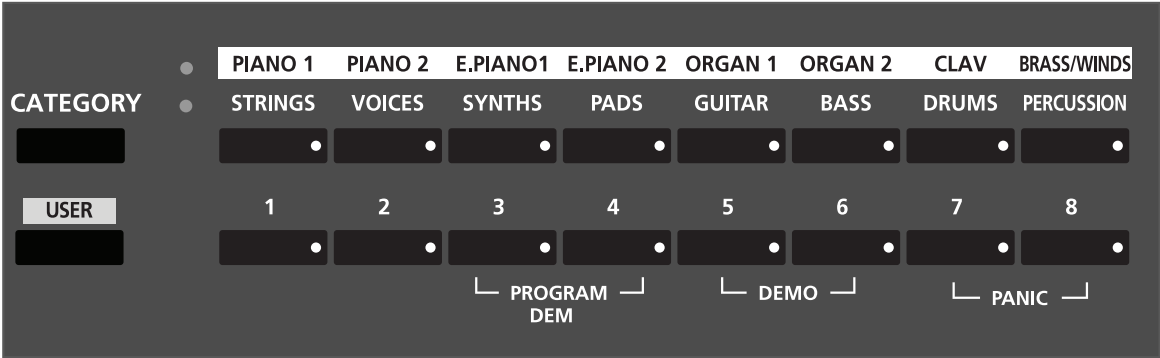 PIANO 1 PIANO 2 E.PIANO1 E.PIANO 2 ORGAN 1 ORGAN 2 CLAV BRASS/WINDS
CATEGORY STRINGS VOICES SYNTHS PADS GUITAR BASS DRUMS PERCUSSION
USER 1 2 3 4 5 6 7 8
PROGRAM DEMO PANIC
DEM